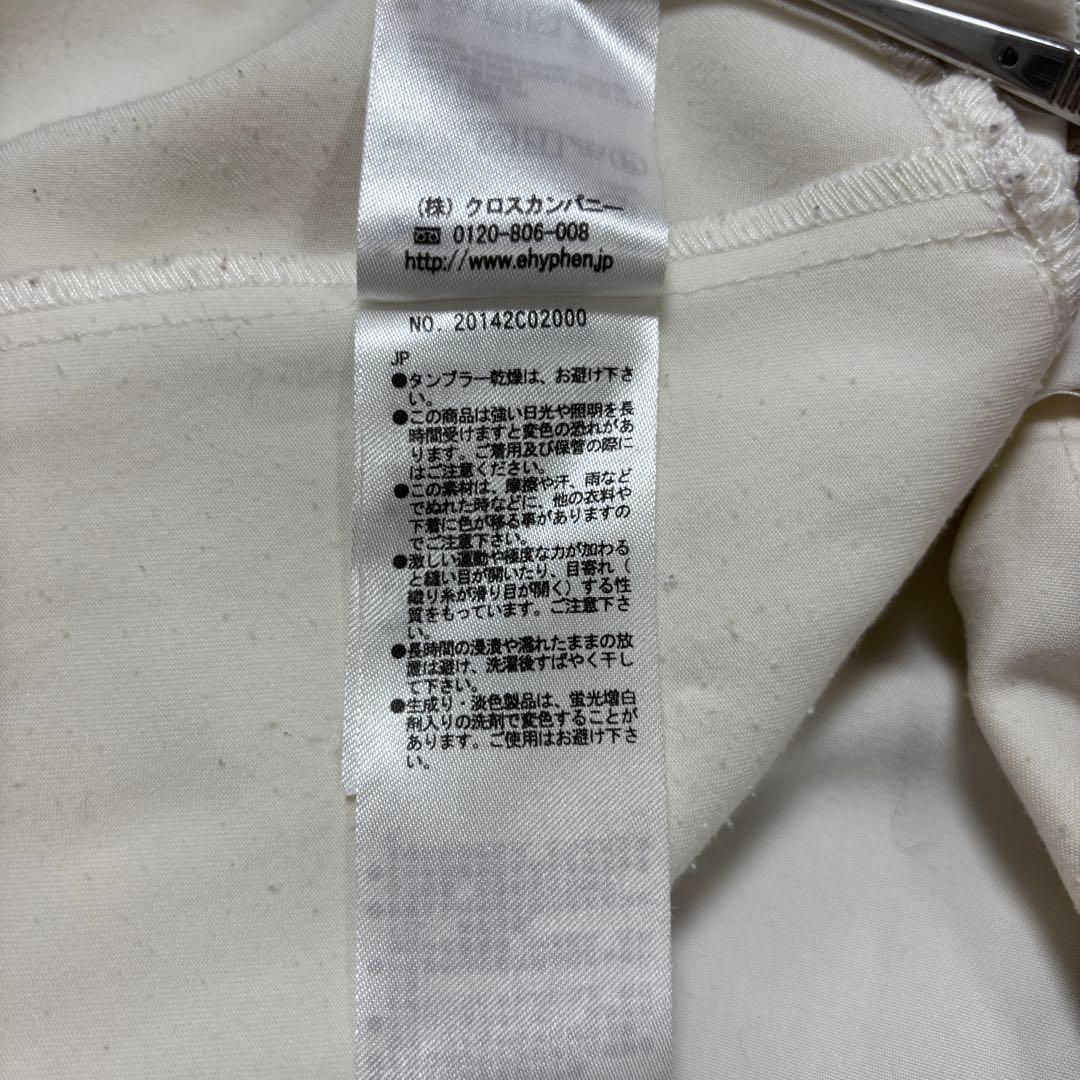 (株) クロスカンパニー
0120-806-008
http://www.ehyphen.jp
NO. 20142C02000
JP
●タンブラー乾燥は、お避け下さ
い。
●この商品は強い日光や照明を長
時間受けますと変色の恐れがあ
ります。ご着用及び保管の際に
はご注意ください。
●この素材は、摩擦や汗、雨など
でぬれた時などに、他の衣料や
下着に色が移る事がありますの
でご注意下さい。
●激しい運動や極度な力が加わる
と縫い目が開いたり、目寄れ(
織り糸が滑り目が開く)する性
質をもっています。ご注意下さ
い。
●長時間の浸漬や濡れたままの放
置は避け、洗濯後すばやく干し
て下さい。
●生成り・淡色製品は、蛍光増白
剤入りの洗剤で変色することが
あります。ご使用はお避け下さ
い。